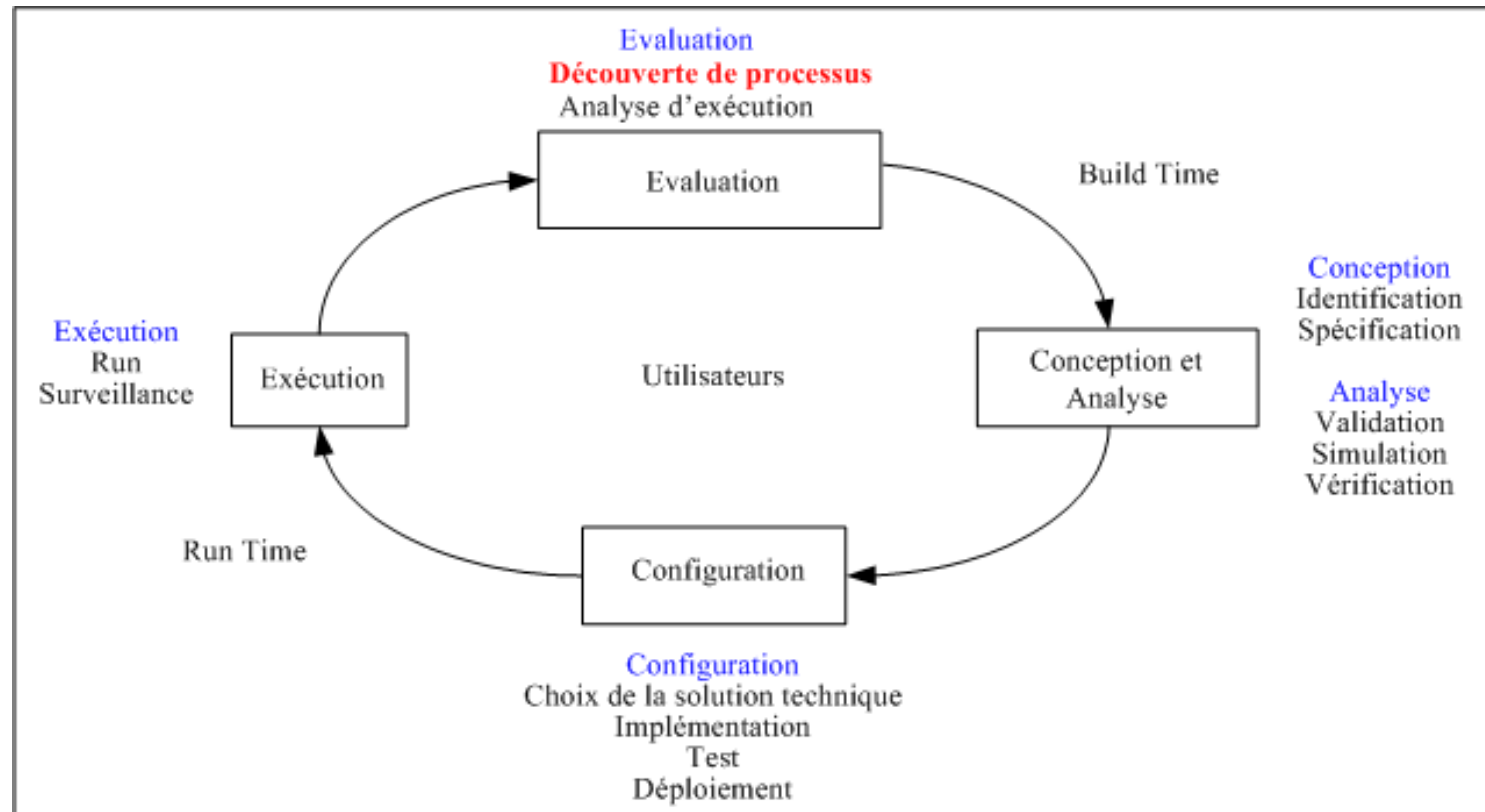 Evaluation
Découverte de processus
Analyse d'exécution
Evaluation
Build Time
Conception
Identification
Spécification
Exécution
Run
Surveillance
Exécution
Utilisateurs
Conception et
Analyse
Analyse
Validation
Simulation
Vérification
Run Time
Configuration
Configuration
Choix de la solution technique
Implémentation
Test
Déploiement